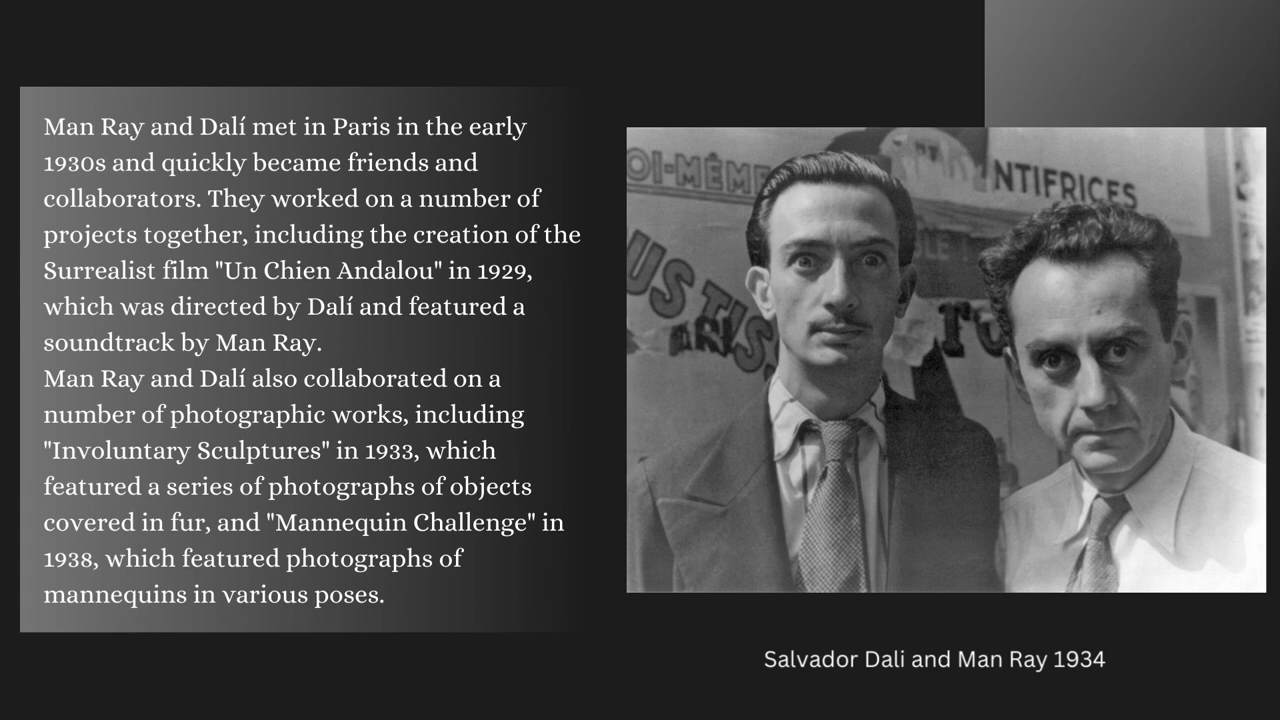 Man Ray and Dalí met in Paris in the early
1930s and quickly became friends and
collaborators. They worked on a number of
projects together, including the creation of the
Surrealist film "Un Chien Andalou" in 1929,
which was directed by Dalí and featured a
soundtrack by Man Ray.
Man Ray and Dalí also collaborated on a
number of photographic works, including
"Involuntary Sculptures" in 1933, which
featured a series of photographs of objects
covered in fur, and "Mannequin Challenge" in
1938, which featured photographs of
mannequins in various poses.
OI-MÊME
NTIFRICES
US TIS
PARIS
Salvador Dali and Man Ray 1934